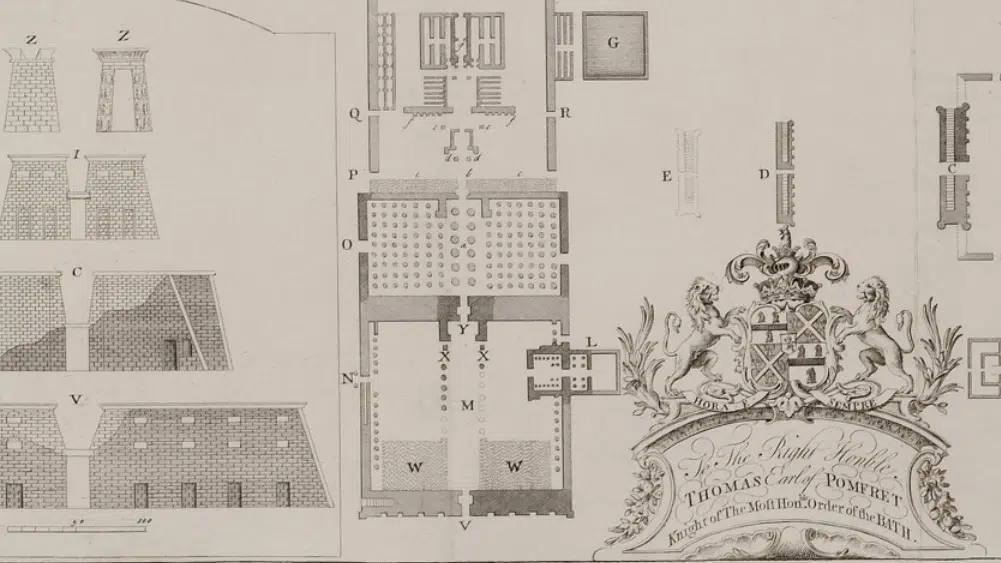 Z Z
I
C
V
50 100
G
Q R
f f
d d
P c b c
O a
Y
X X
L
N
M
W W
V
E D C
HORA SEMPRE
To The Right Honble.
THOMAS Earl of POMFRET
Knight of The Most Hon. Order of the BATH.